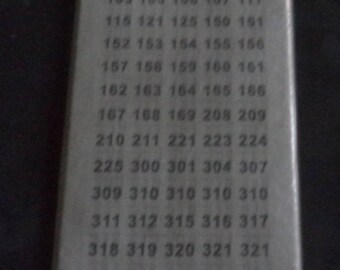 115 121 125 150 151
152 153 154 155 156
157 158 159 160 161
162 163 164 165 166
167 168 169 208 209
210 211 221 223 224
225 300 301 304 307
309 310 310 310 310
311 312 315 316 317
318 319 320 321 321